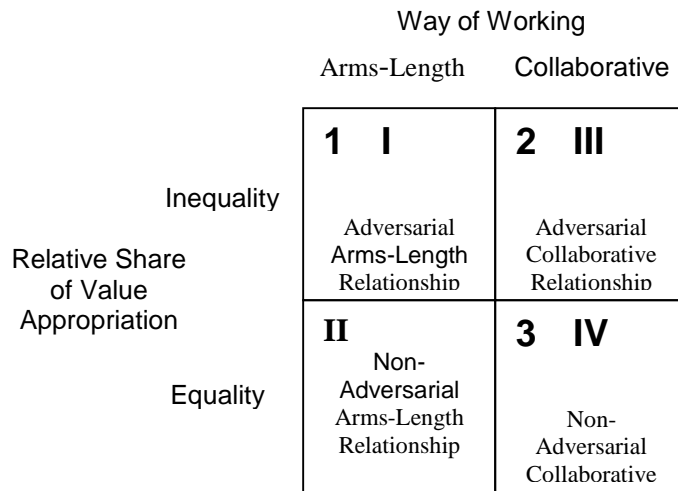 Way of Working
Arms-Length Collaborative
1 I 2 III
Inequality
Adversarial Adversarial
Arms-Length Collaborative
Relationship Relationship
Relative Share
of Value
Appropriation
II 3 IV
Non-
Adversarial
Equality
Arms-Length
Relationship
Non-
Adversarial
Collaborative